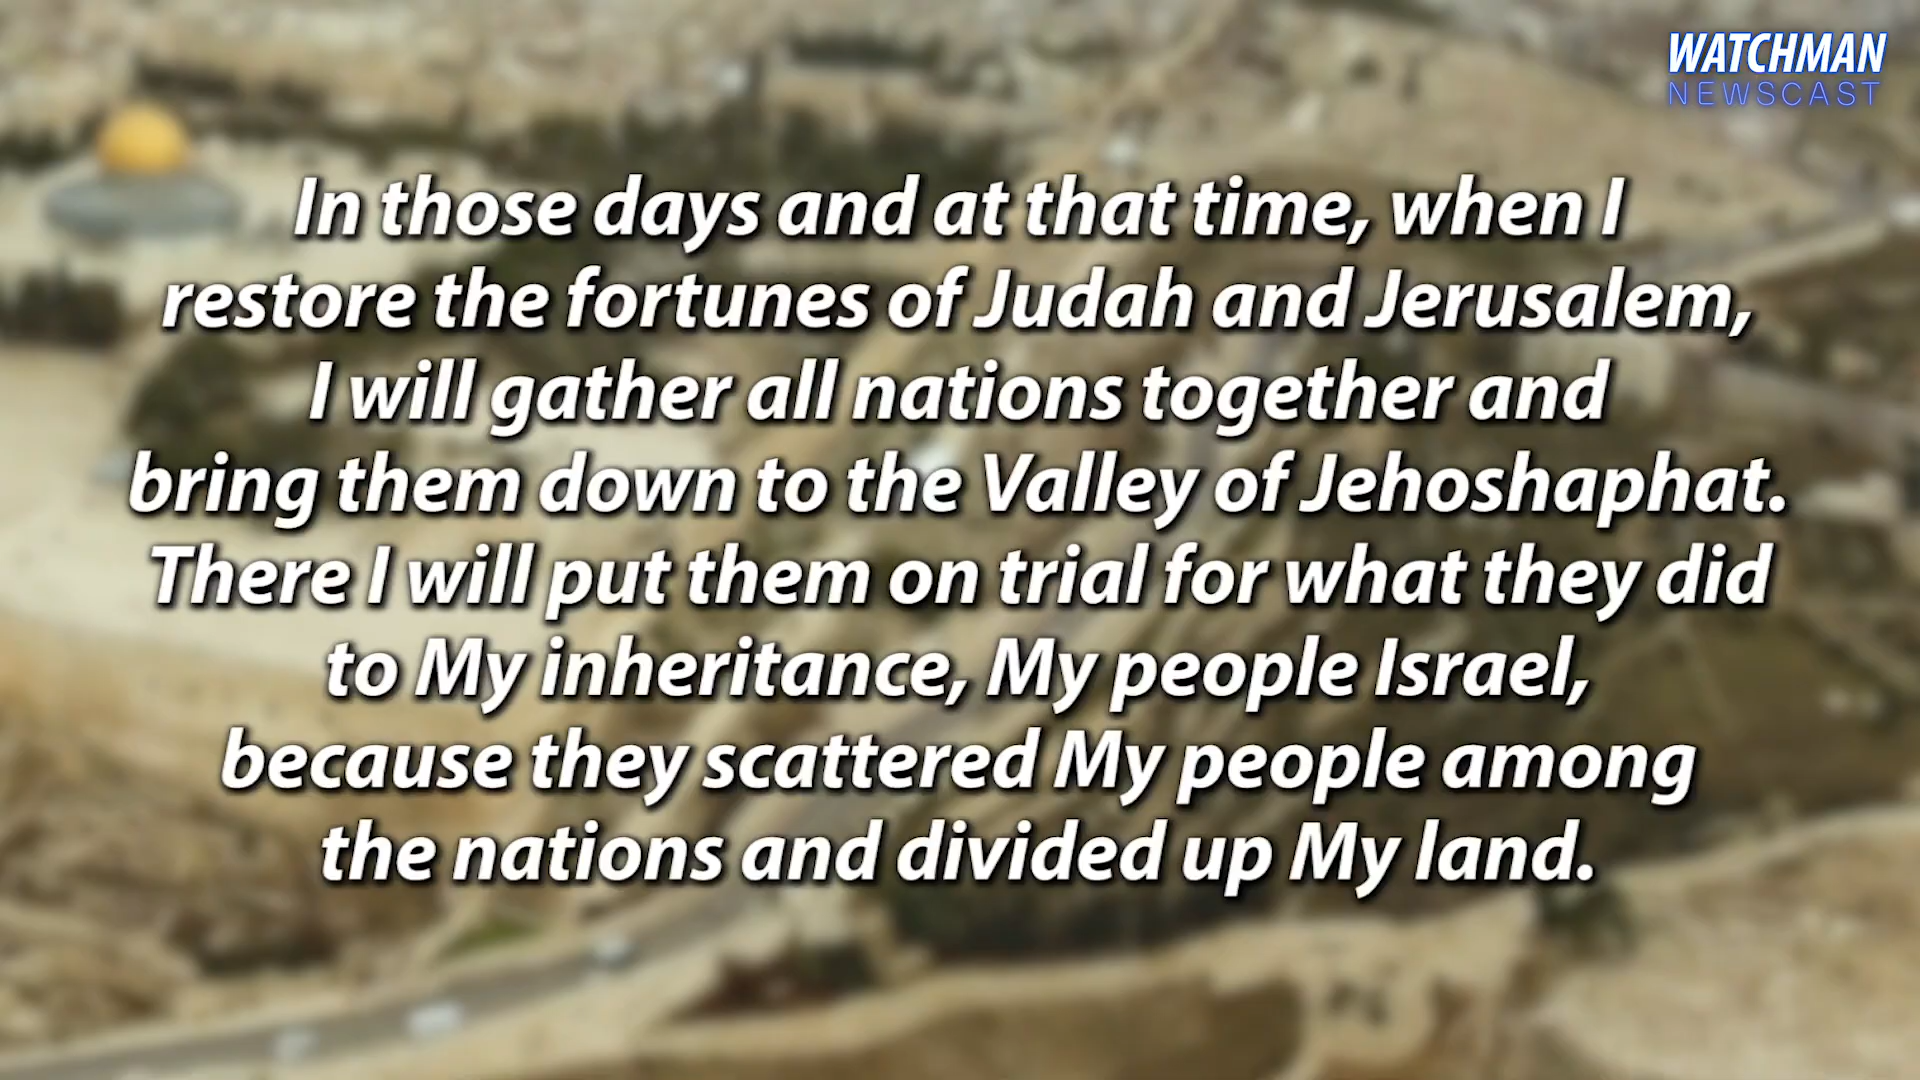 WATCHMAN
NEWSCAST
In those days and at that time, when I
restore the fortunes of Judah and Jerusalem,
I will gather all nations together and
bring them down to the Valley of Jehoshaphat.
There I will put them on trial for what they did
to My inheritance, My people Israel,
because they scattered My people among
the nations and divided up My land.